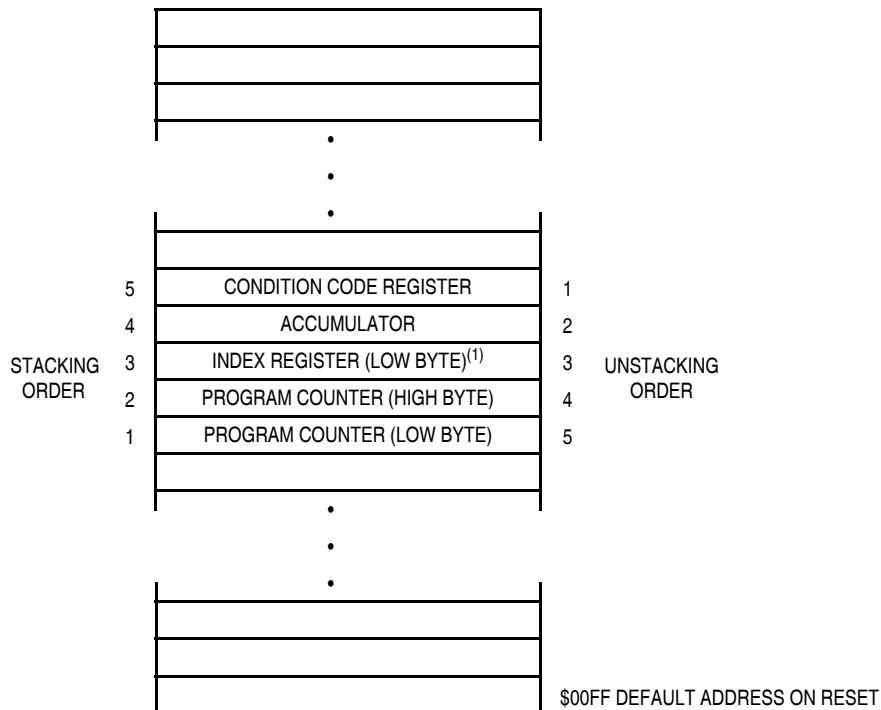 5 CONDITION CODE REGISTER 1
4 ACCUMULATOR 2
STACKING ORDER 3 INDEX REGISTER (LOW BYTE)(1) 3 UNSTACKING ORDER
2 PROGRAM COUNTER (HIGH BYTE) 4
1 PROGRAM COUNTER (LOW BYTE) 5
$00FF DEFAULT ADDRESS ON RESET